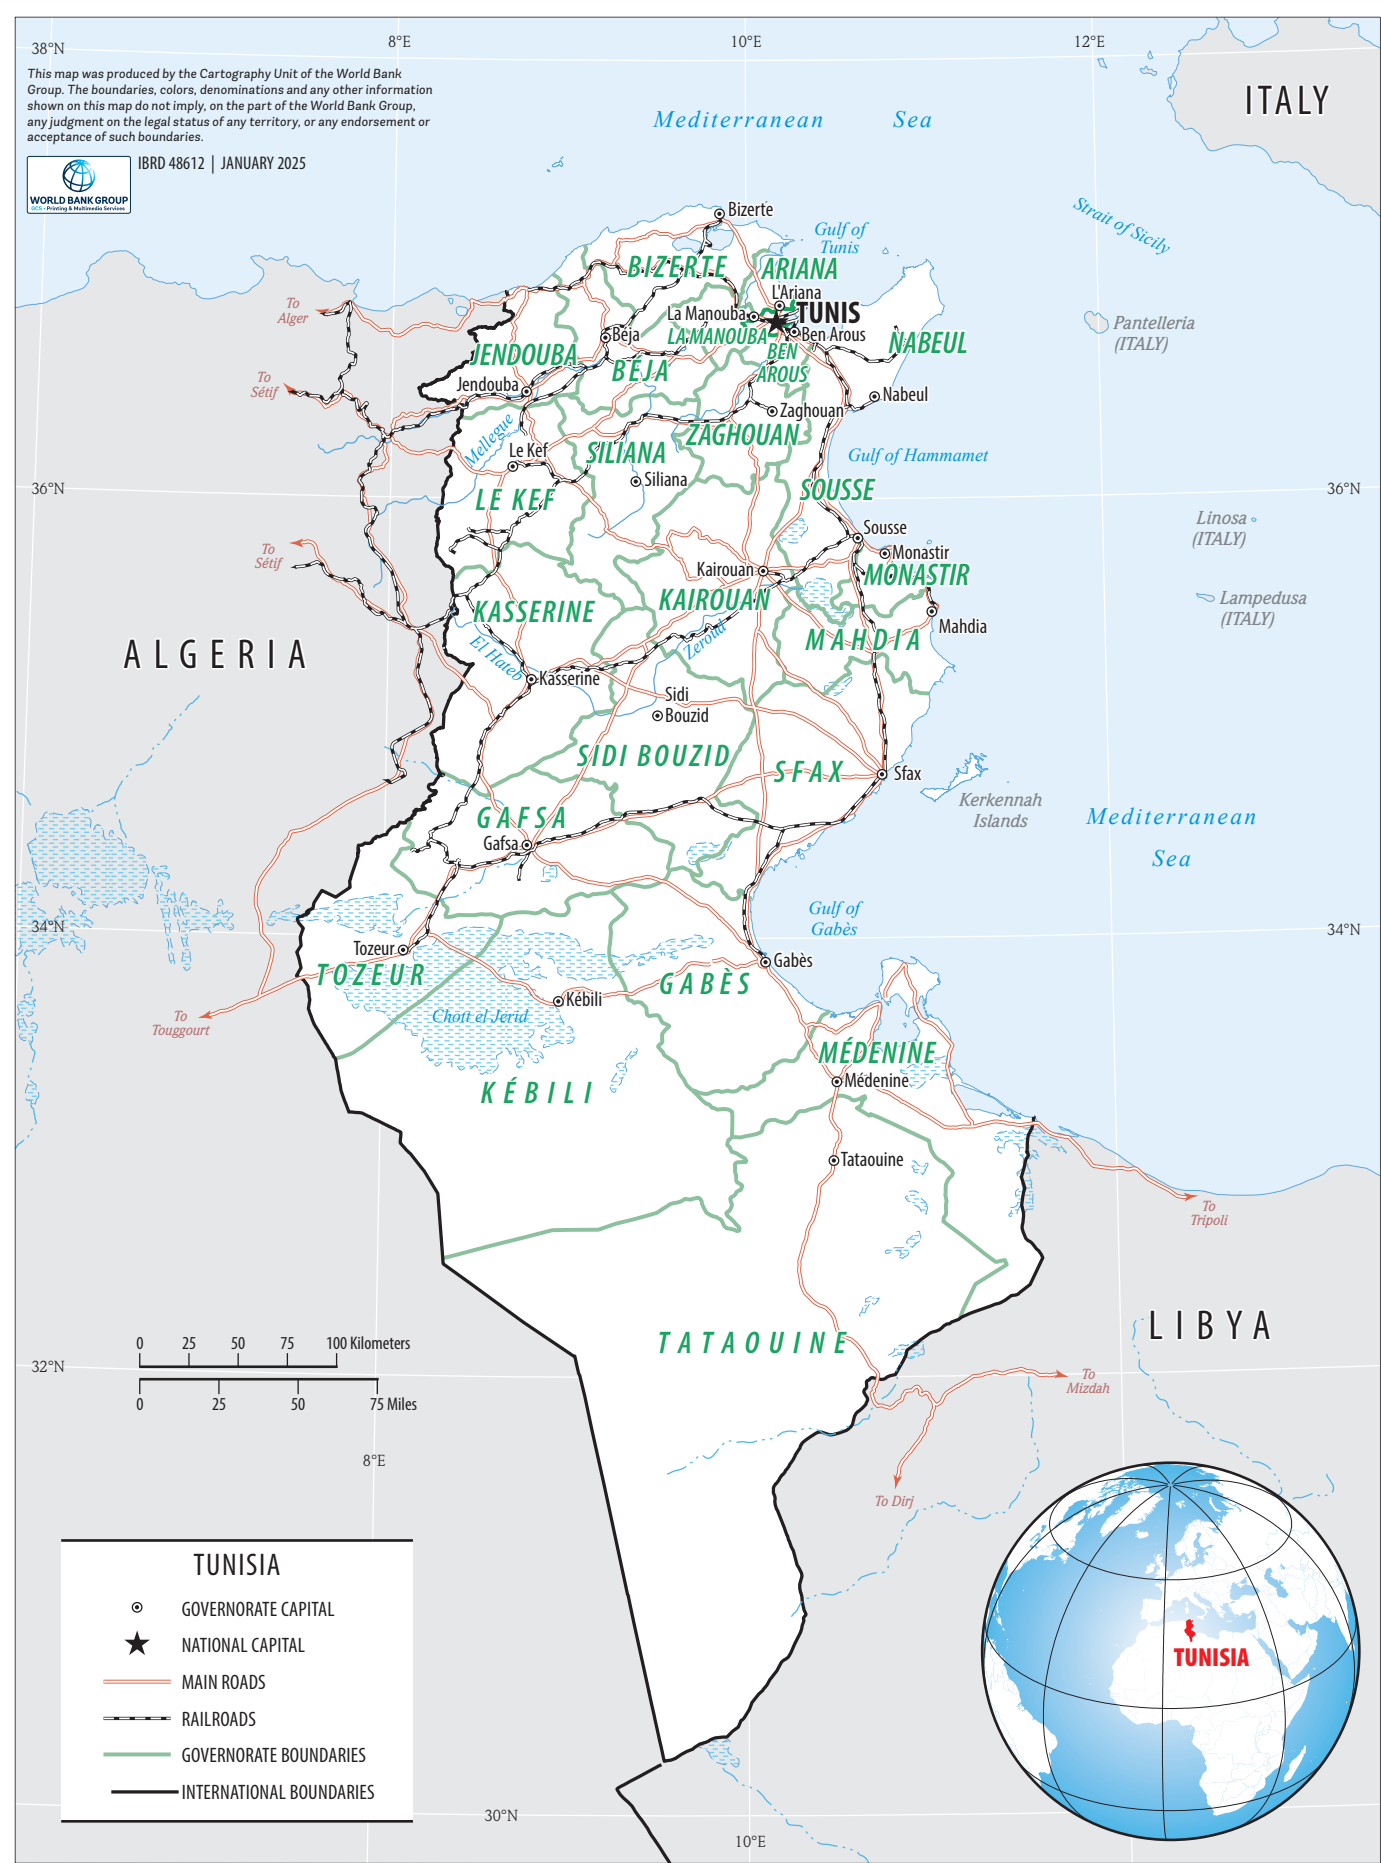 8°E
10°E
12°E
38°N
This map was produced by the Cartography Unit of the World Bank
Group. The boundaries, colors, denominations and any other information
shown on this map do not imply, on the part of the World Bank Group,
any judgment on the legal status of any territory, or any endorsement or
acceptance of such boundaries.
WORLD BANK GROUP
GCS • Printing & Multimedia Services
IBRD 48612 | JANUARY 2025
ITALY
Mediterranean Sea
Strait of Sicily
Bizerte
Gulf of
Tunis
BIZERTE
ARIANA
L'Ariana
To
Alger
La Manouba
TUNIS
Pantelleria
(ITALY)
Béja
LA MANOUBA
Ben Arous
NABEUL
JENDOUBA
BÉJA
BEN
AROUS
To
Sétif
Jendouba
Nabeul
Zaghouan
Mellegue
ZAGHOUAN
Le Kef
SILIANA
Gulf of Hammamet
Siliana
36°N
36°N
LE KEF
SOUSSE
Linosa
(ITALY)
Sousse
To
Sétif
Monastir
Kairouan
MONASTIR
KASSERINE
KAIROUAN
Lampedusa
(ITALY)
Mahdia
MAHDIA
Zeroud
ALGERIA
El Hateb
Kasserine
Sidi
Bouzid
SIDI BOUZID
SFAX
Sfax
Kerkennah
Islands
GAFSA
Gafsa
Mediterranean
Sea
Gulf of
Gabès
34°N
34°N
Tozeur
TOZEUR
Gabès
GABÈS
Kébili
To
Touggourt
Chott el Jerid
MÉDENINE
Médenine
KÉBILI
Tataouine
To
Tripoli
LIBYA
TATAOUINE
0 25 50 75 100 Kilometers
0 25 50 75 Miles
32°N
To
Mizdah
8°E
To Dirj
TUNISIA
GOVERNORATE CAPITAL
NATIONAL CAPITAL
MAIN ROADS
RAILROADS
GOVERNORATE BOUNDARIES
INTERNATIONAL BOUNDARIES
TUNISIA
30°N
10°E